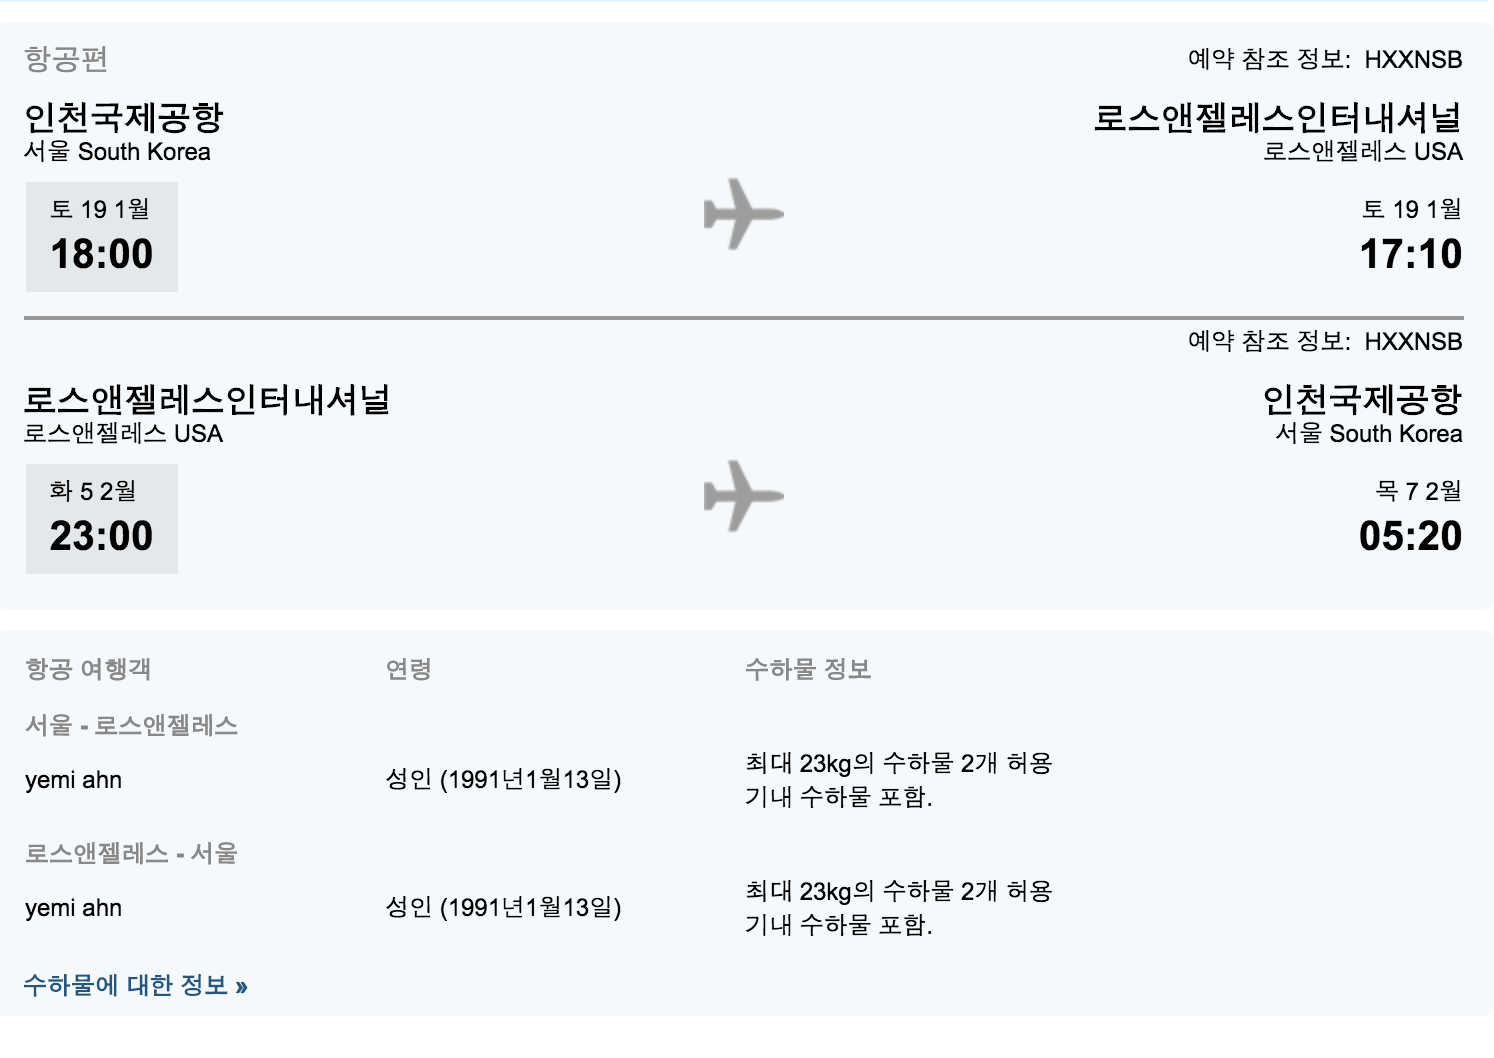 항공편
예약 참조 정보: HXXNSB
인천국제공항
로스앤젤레스인터내셔널
서울 South Korea
로스앤젤레스 USA
토 19 1월
토 19 1월
18:00
17:10
예약 참조 정보: HXXNSB
로스앤젤레스인터내셔널
인천국제공항
로스앤젤레스 USA
서울 South Korea
화 5 2월
목 7 2월
23:00
05:20
항공 여행객 연령 수하물 정보
서울 - 로스앤젤레스
yemi ahn 성인 (1991년1월13일) 최대 23kg의 수하물 2개 허용
기내 수하물 포함.
로스앤젤레스 - 서울
yemi ahn 성인 (1991년1월13일) 최대 23kg의 수하물 2개 허용
기내 수하물 포함.
수하물에 대한 정보 »